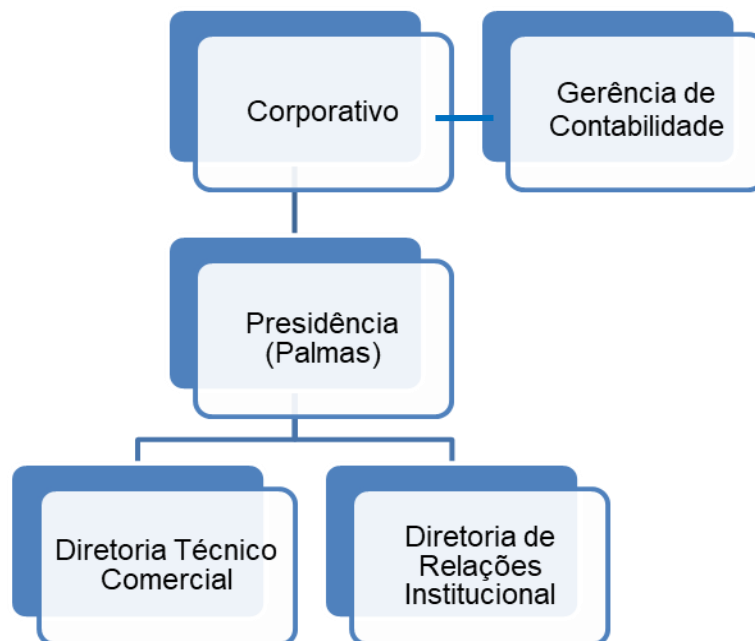 Corporativo
Gerência de
Contabilidade
Presidência
(Palmas)
Diretoria Técnico
Comercial
Diretoria de
Relações
Institucional